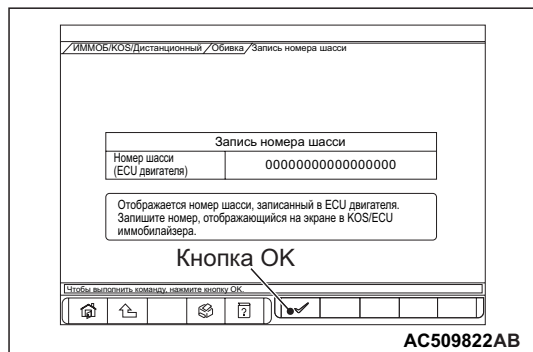 ИММОБ/KOS/Дистанционный /Обивка /Запись номера шасси
Запись номера шасси
Номер шасси
(ECU двигателя)
00000000000000000
Отображается номер шасси, записанный в ECU двигателя.
Запишите номер, отображающийся на экране в KOS/ECU
иммобилайзера.
Кнопка OK
Чтобы выполнить команду, нажмите кнопку OK.
?
AC509822AB